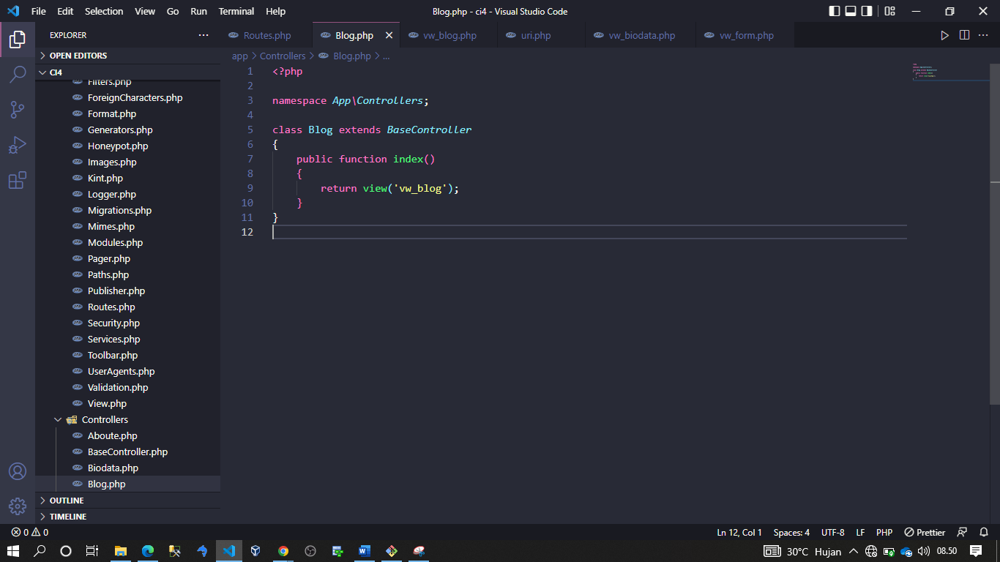 File Edit Selection View Go Run Terminal Help
Blog.php - ci4 - Visual Studio Code
EXPLORER
OPEN EDITORS
CI4
Filters.php
ForeignCharacters.php
Format.php
Generators.php
Honeypot.php
Images.php
Kint.php
Logger.php
Migrations.php
Mimes.php
Modules.php
Pager.php
Paths.php
Publisher.php
Routes.php
Security.php
Services.php
Toolbar.php
UserAgents.php
Validation.php
View.php
Controllers
Aboute.php
BaseController.php
Biodata.php
Blog.php
OUTLINE
TIMELINE
Routes.php Blog.php vw_blog.php uri.php vw_biodata.php vw_form.php
app > Controllers > Blog.php > ...
1 <?php
2
3 namespace App\Controllers;
4
5 class Blog extends BaseController
6 {
7 public function index()
8 {
9 return view('vw_blog');
10 }
11 }
12
0 0 Ln 12, Col 1 Spaces: 4 UTF-8 LF PHP Prettier
30°C Hujan 08.50